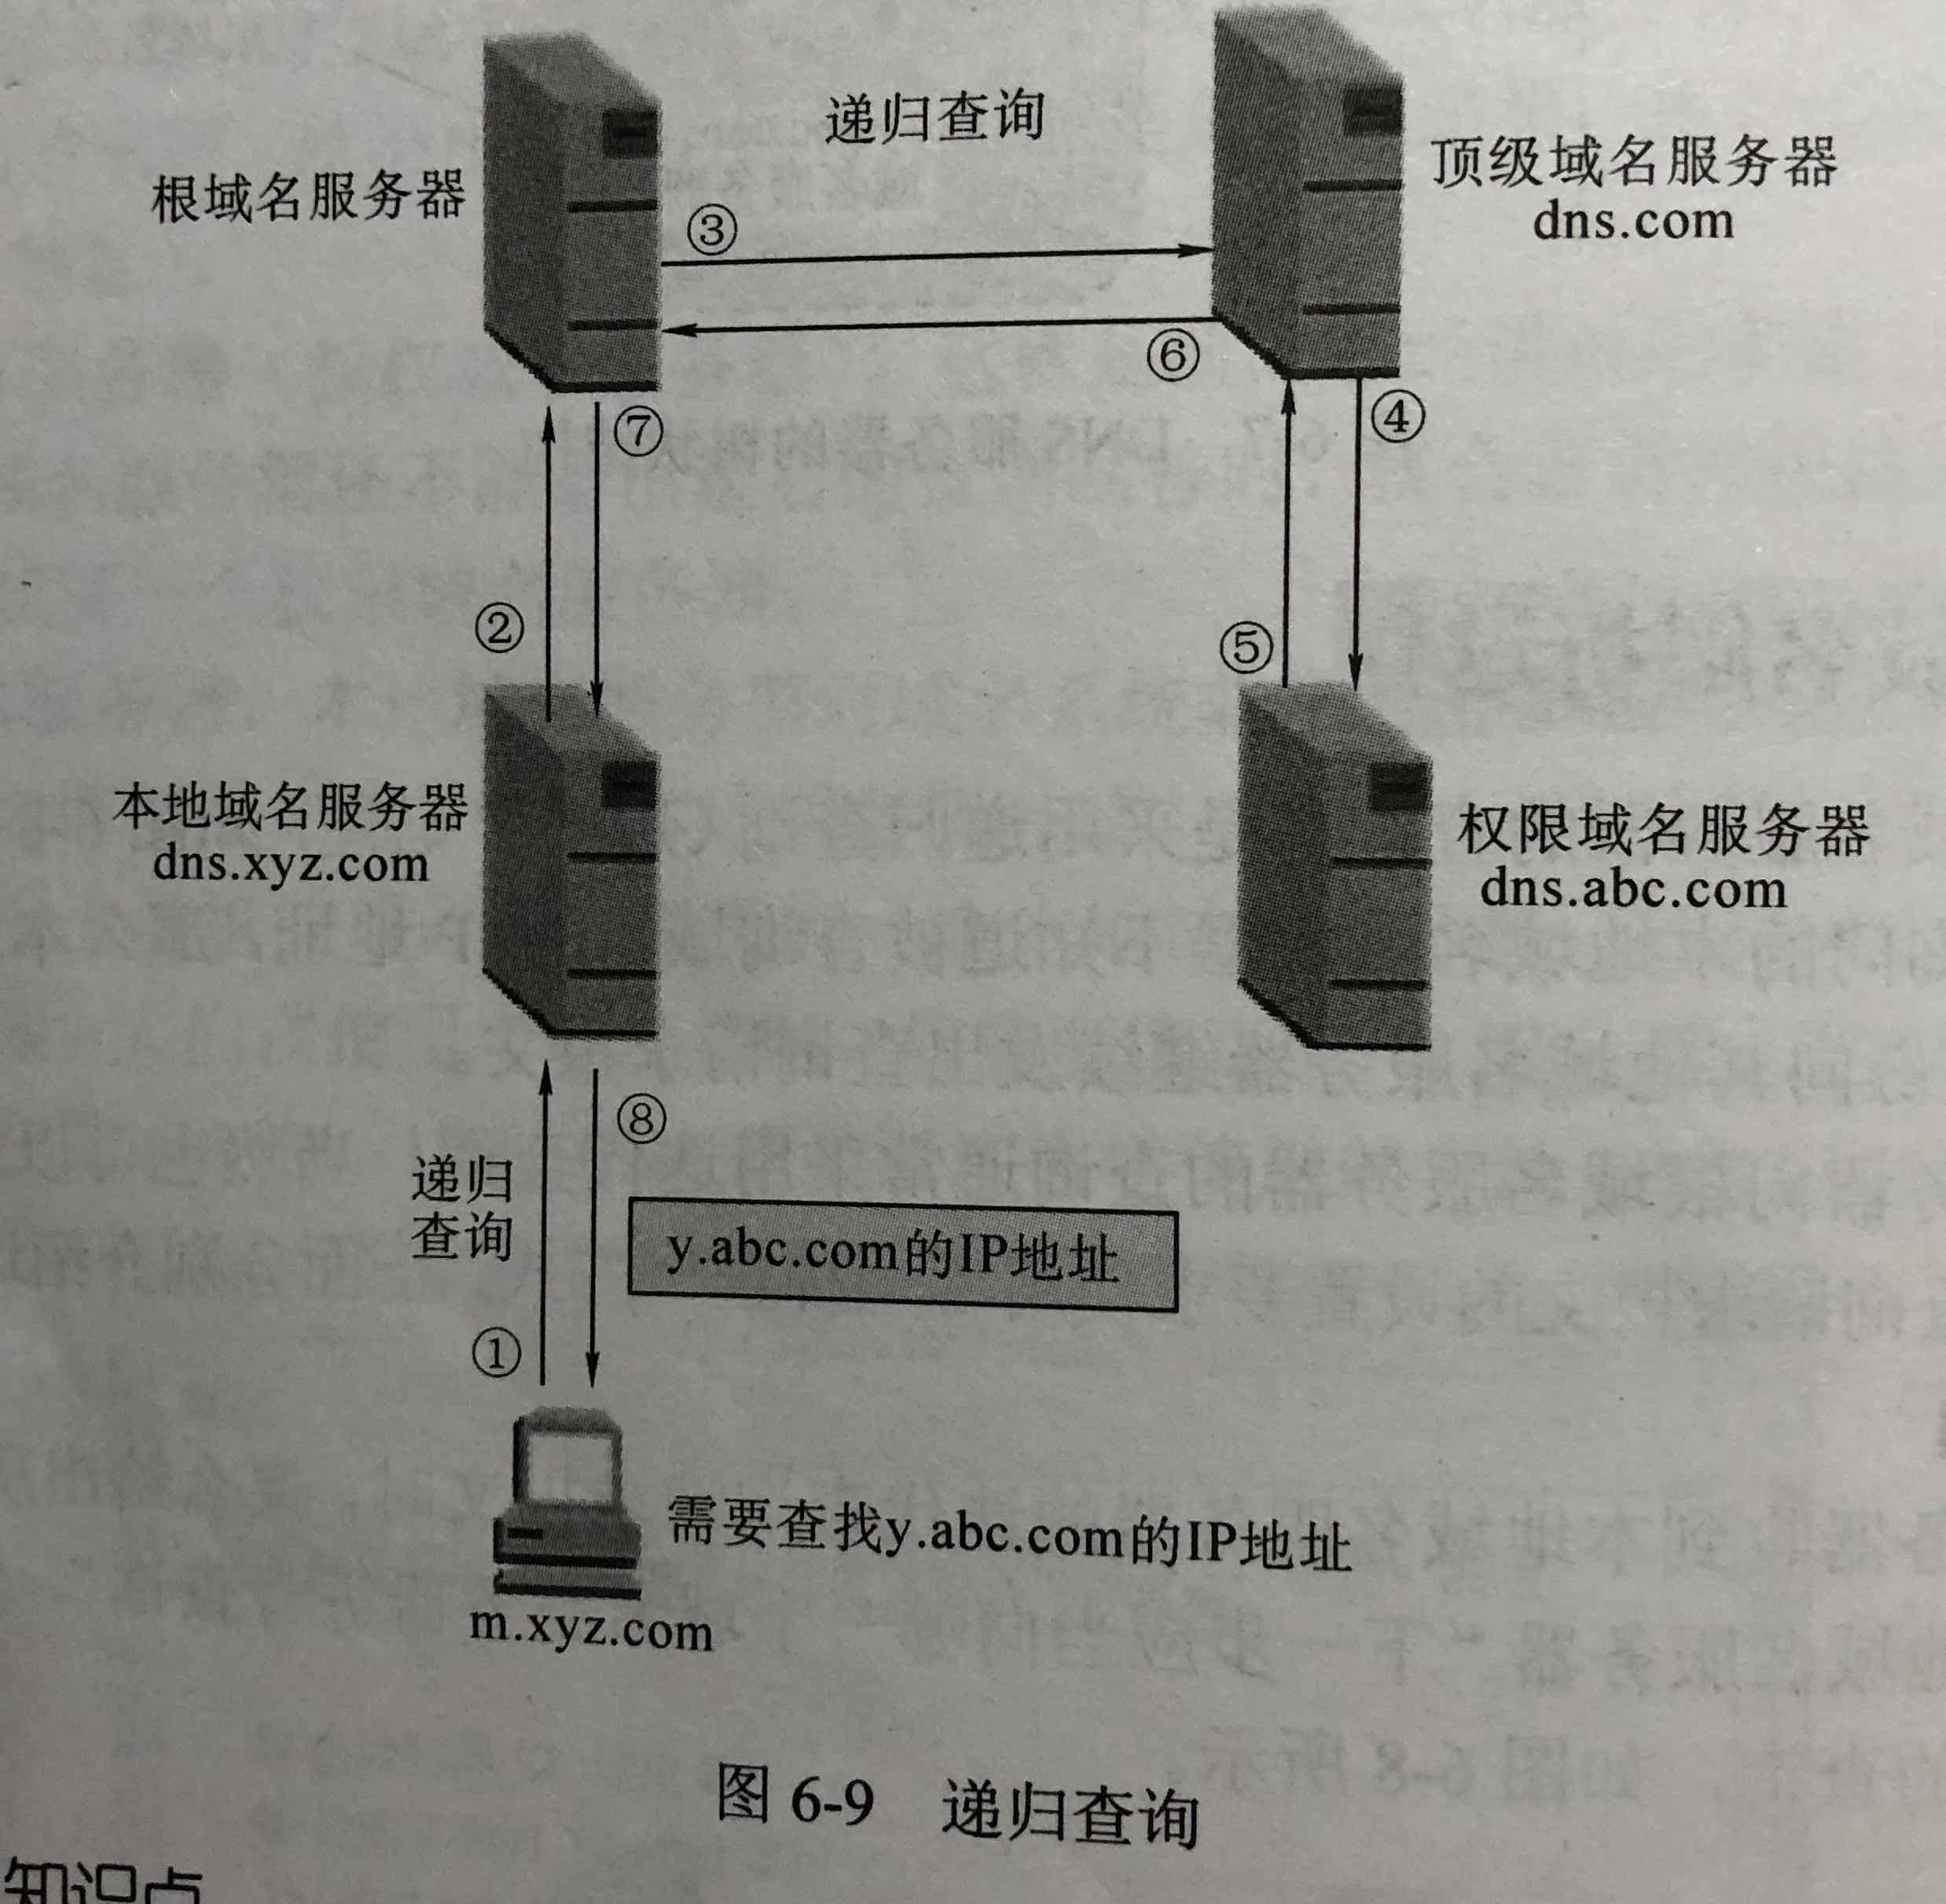 递归查询
根域名服务器
顶级域名服务器
dns.com
③
⑥
⑦
④
②
⑤
本地域名服务器
dns.xyz.com
权限域名服务器
dns.abc.com
⑧
递归
查询
y.abc.com的IP地址
①
需要查找y.abc.com的IP地址
m.xyz.com
图 6-9 递归查询
知识点